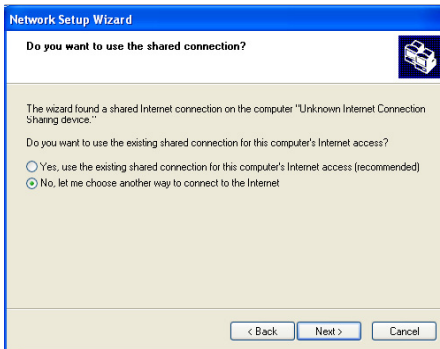 Network Setup Wizard
Do you want to use the shared connection?
The wizard found a shared Internet connection on the computer "Unknown Internet Connection
Sharing device."
Do you want to use the existing shared connection for this computer's Internet access?
Yes, use the existing shared connection for this computer's Internet access (recommended)
No, let me choose another way to connect to the Internet
< Back
Next >
Cancel